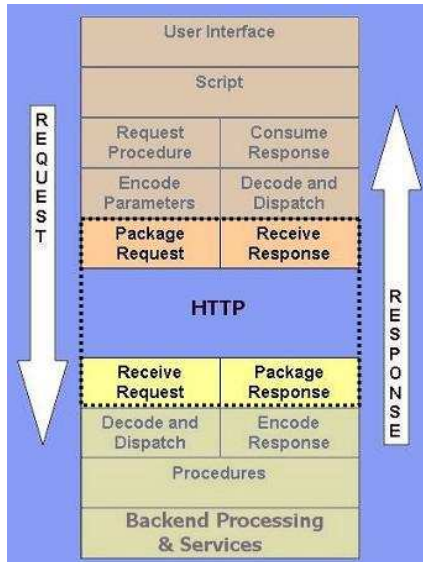 User Interface
Script
REQUEST
Request
Procedure
Consume
Response
Encode
Parameters
Decode and
Dispatch
Package
Request
Receive
Response
HTTP
RESPONSE
Receive
Request
Package
Response
Decode and
Dispatch
Encode
Response
Procedures
Backend Processing
& Services